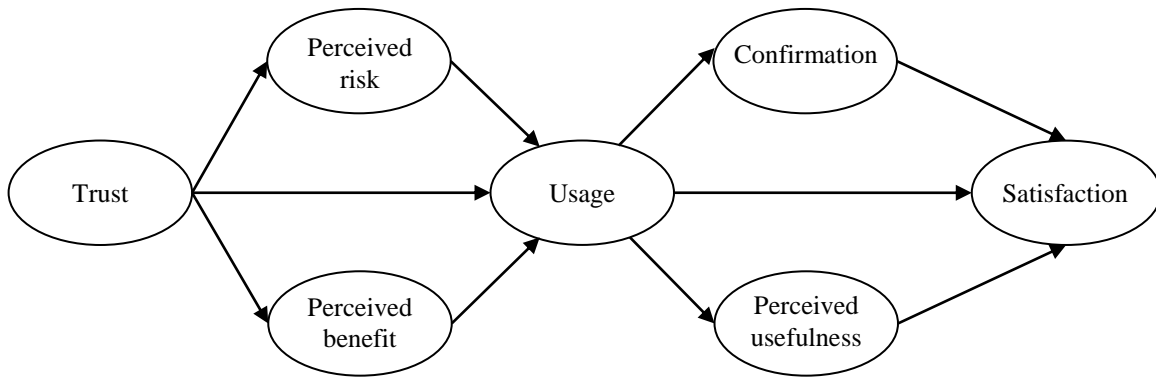 Perceived
risk
Confirmation
Trust
Usage
Satisfaction
Perceived
benefit
Perceived
usefulness